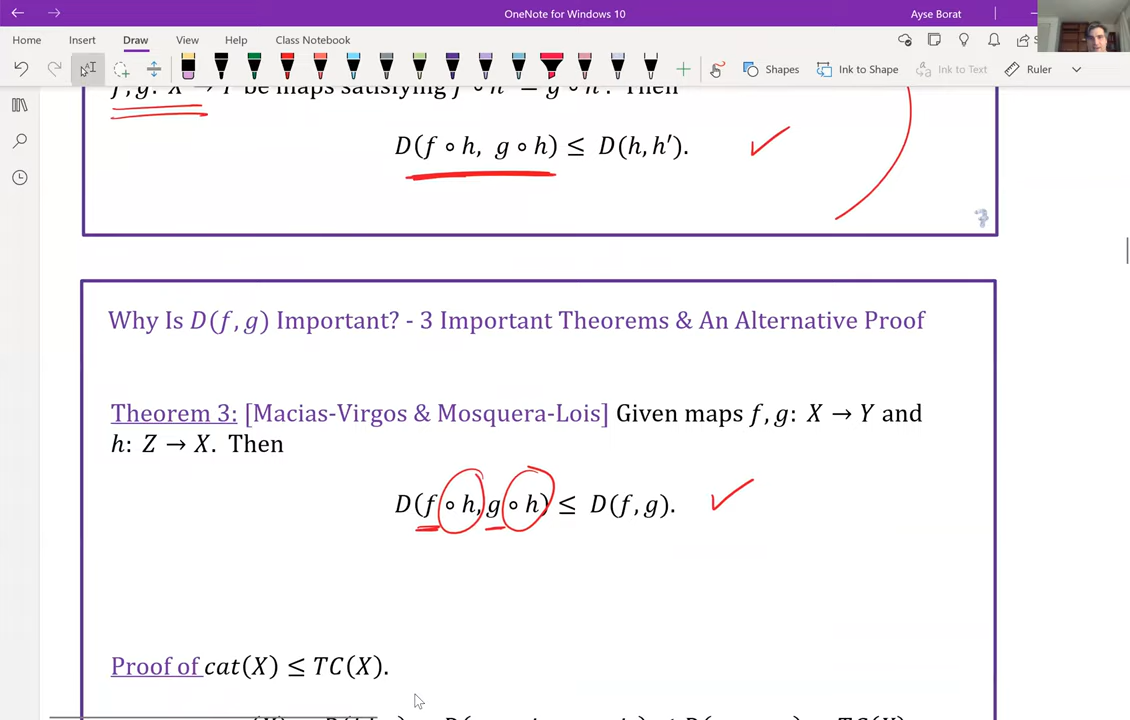 OneNote for Windows 10
Ayse Borat
Home Insert Draw View Help Class Notebook
Shapes Ink to Shape Ink to Text Ruler
be maps satisfying
Then
D(f ∘ h, g ∘ h) ≤ D(h, h′).
Why Is D(f, g) Important? - 3 Important Theorems & An Alternative Proof
Theorem 3: [Macias-Virgos & Mosquera-Lois] Given maps f, g: X → Y and
h: Z → X. Then
D(f ∘ h, g ∘ h) ≤ D(f, g).
Proof of cat(X) ≤ TC(X).